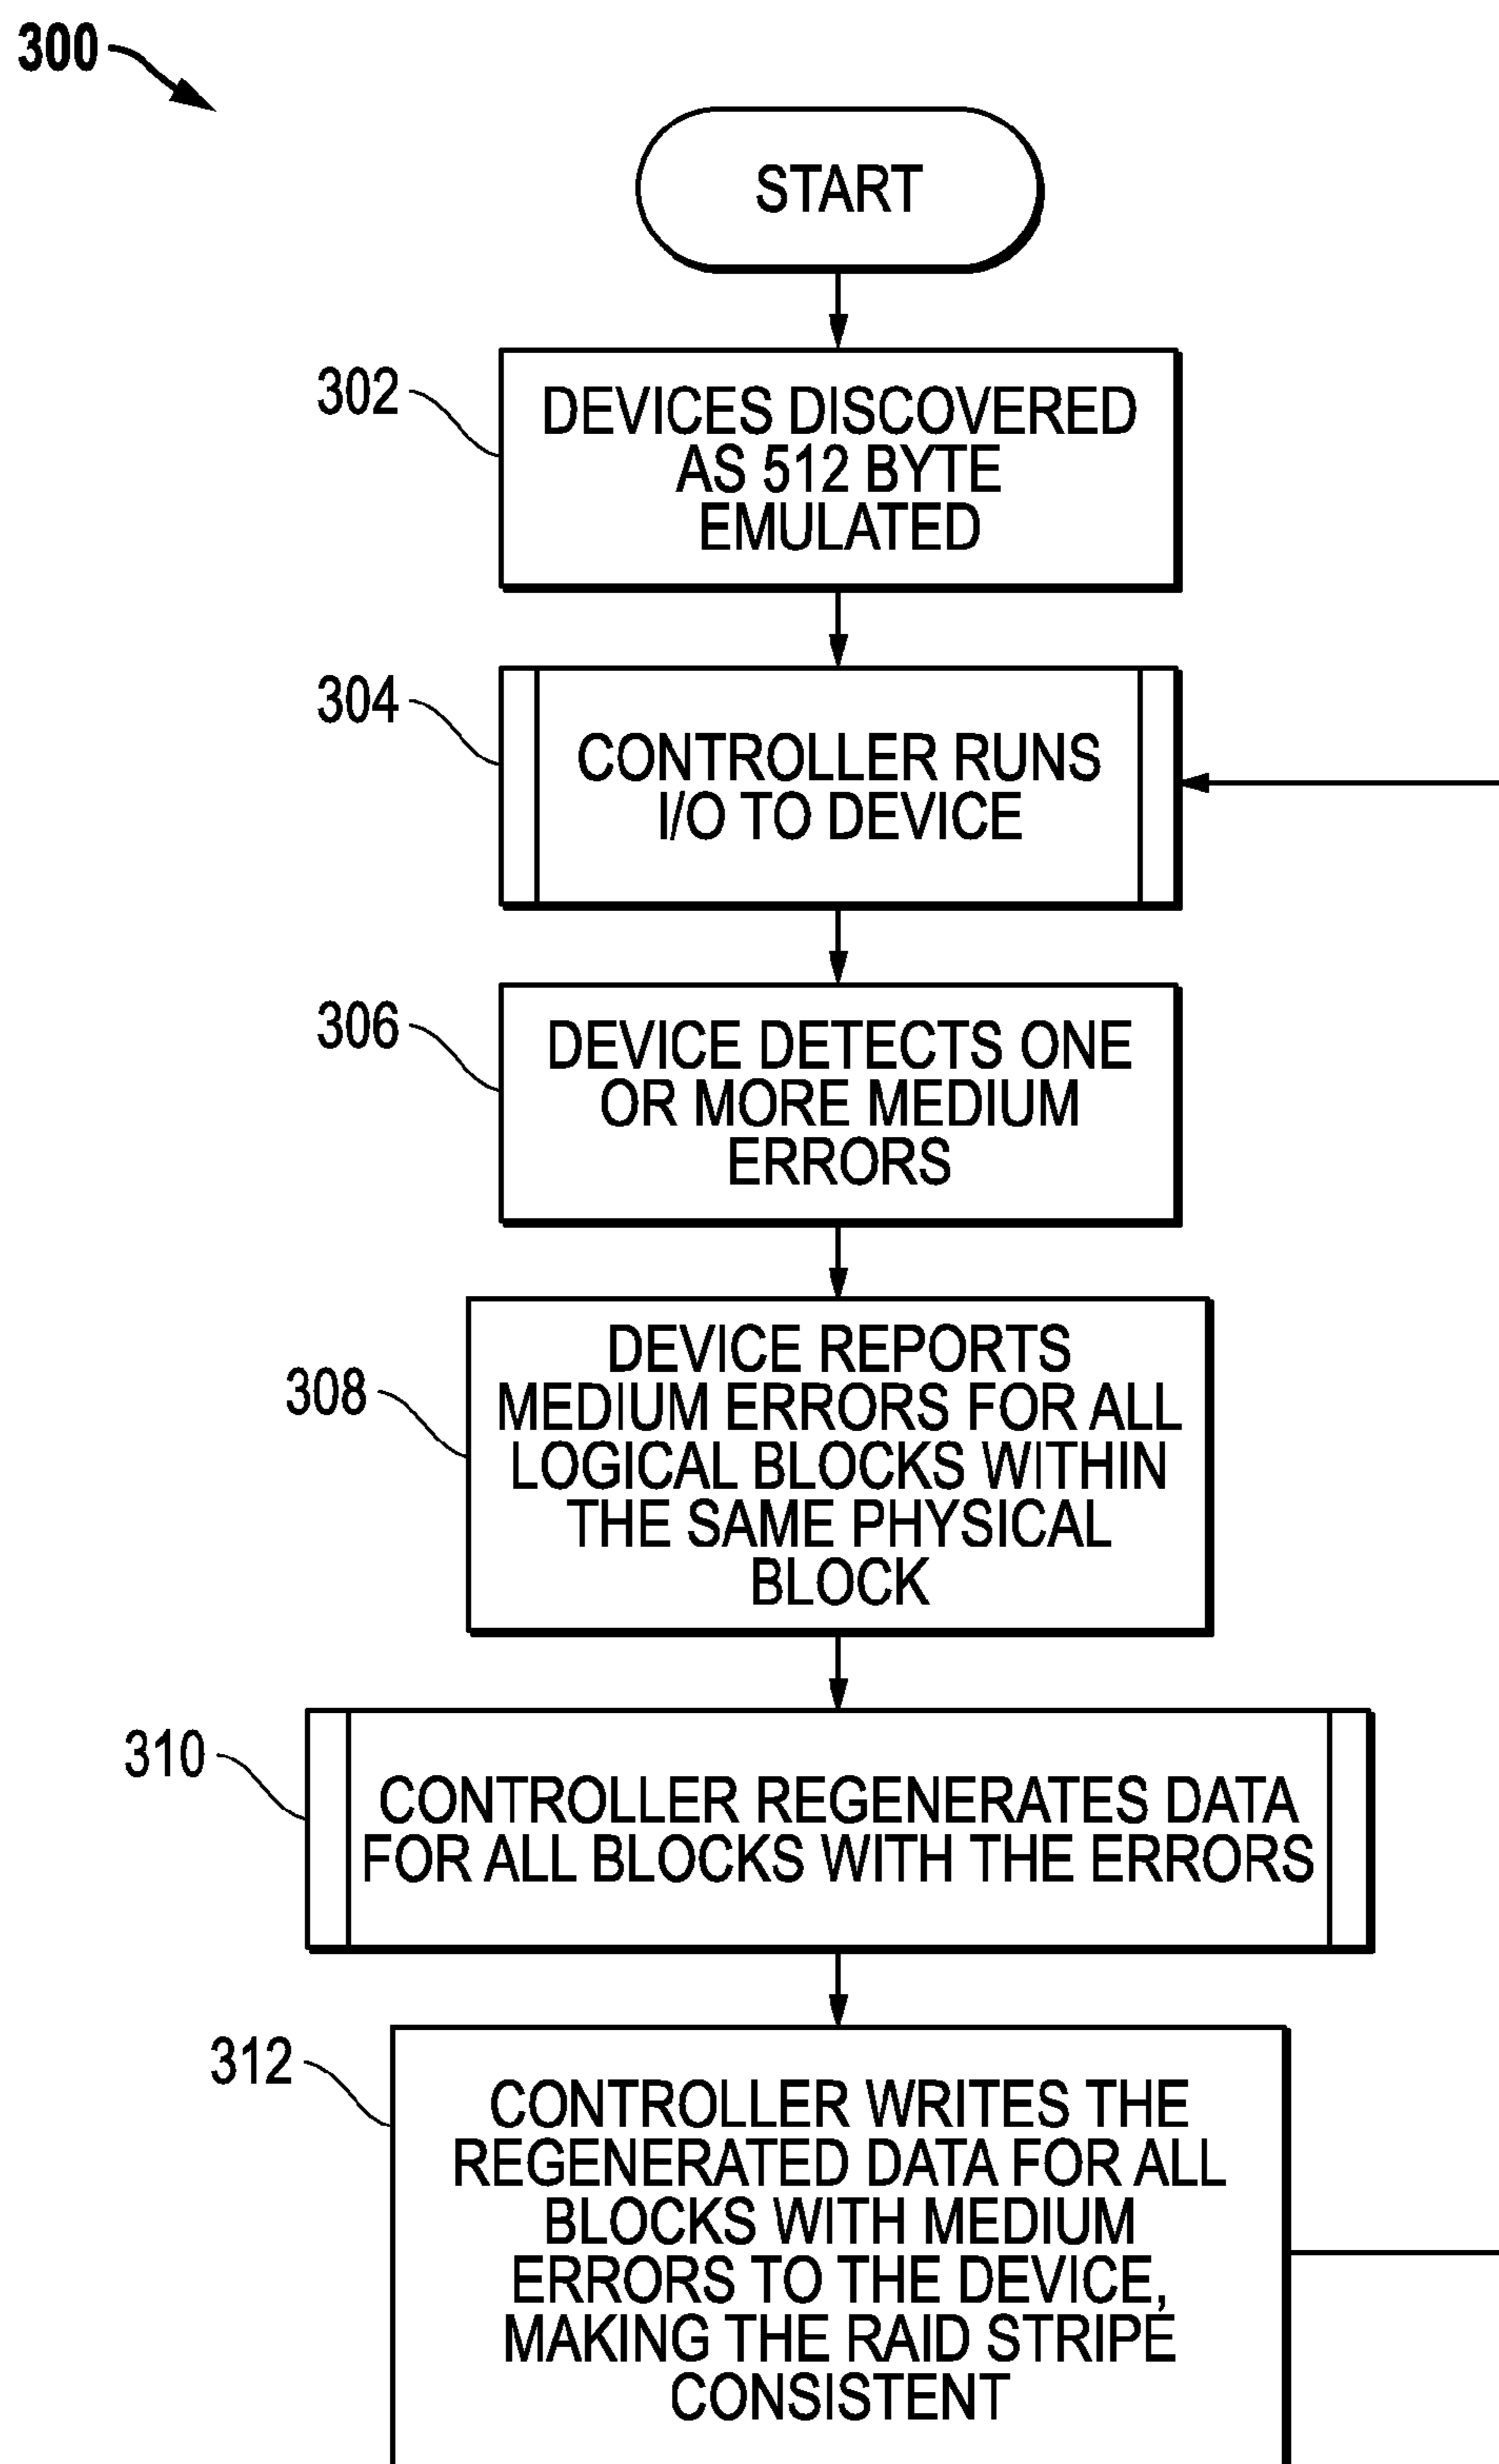 300
START
302
DEVICES DISCOVERED
AS 512 BYTE
EMULATED
304
CONTROLLER RUNS
I/O TO DEVICE
306
DEVICE DETECTS ONE
OR MORE MEDIUM
ERRORS
308
DEVICE REPORTS
MEDIUM ERRORS FOR ALL
LOGICAL BLOCKS WITHIN
THE SAME PHYSICAL
BLOCK
310
CONTROLLER REGENERATES DATA
FOR ALL BLOCKS WITH THE ERRORS
312
CONTROLLER WRITES THE
REGENERATED DATA FOR ALL
BLOCKS WITH MEDIUM
ERRORS TO THE DEVICE,
MAKING THE RAID STRIPE
CONSISTENT